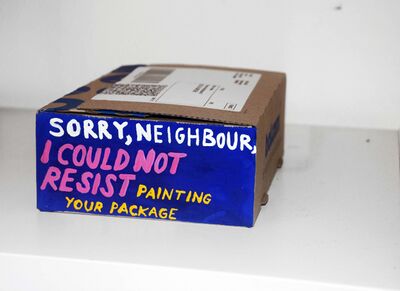 SORRY, NEIGHBOUR,
I COULD NOT
RESIST PAINTING
YOUR PACKAGE